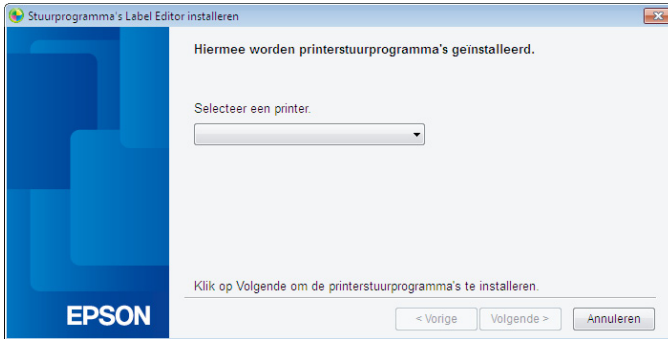 Stuurprogramma's Label Editor installeren
Hiermee worden printerstuurprogramma's geïnstalleerd.
Selecteer een printer.
Klik op Volgende om de printerstuurprogramma's te installeren.
EPSON
< Vorige
Volgende >
Annuleren